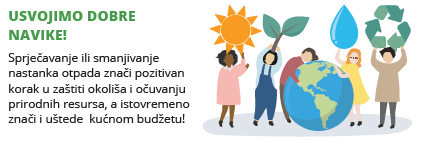 USVOJIMO DOBRE
NAVIKE!
Sprječavanje ili smanjivanje
nastanka otpada znači pozitivan
korak u zaštiti okoliša i očuvanju
prirodnih resursa, a istovremeno
znači i uštede kućnom budžetu!